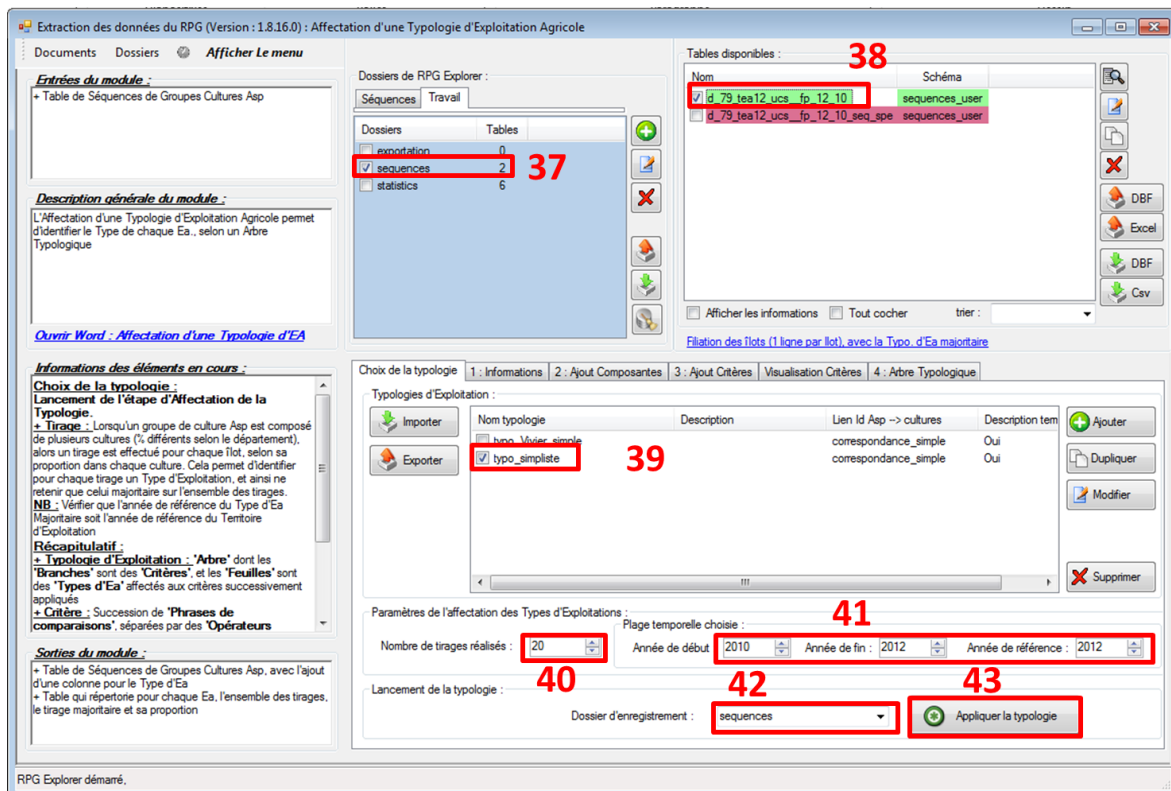 Extraction des données du RPG (Version : 1.8.16.0) : Affectation d'une Typologie d'Exploitation Agricole
Documents Dossiers Afficher Le menu
Entrées du module :
+ Table de Séquences de Groupes Cultures Asp
Description générale du module :
L'Affectation d'une Typologie d'Exploitation Agricole permet
d'identifier le Type de chaque Ea., selon un Arbre
Typologique
Ouvrir Word : Affectation d'une Typologie d'EA
Informations des éléments en cours :
Choix de la typologie :
Lancement de l'étape d'Affectation de la
Typologie.
+ Tirage : Lorsqu'un groupe de culture Asp est composé
de plusieurs cultures (% différents selon le département),
alors un tirage est effectué pour chaque îlot, selon sa
proportion dans chaque culture. Cela permet d'identifier
pour chaque tirage un Type d'Exploitation, et ainsi ne
retenir que celui majoritaire sur l'ensemble des tirages.
NB : Vérifier que l'année de référence du Type d'Ea
Majoritaire soit l'année de référence du Territoire
d'Exploitation
Récapitulatif :
+ Typologie d'Exploitation : 'Arbre' dont les
'Branches' sont des 'Critères', et les 'Feuilles' sont
des 'Types d'Ea' affectés aux critères successivement
appliqués
+ Critère : Succession de 'Phrases de
comparaisons', séparées par des 'Opérateurs
Sorties du module :
+ Table de Séquences de Groupes Cultures Asp, avec l'ajout
d'une colonne pour le Type d'Ea
+ Table qui répertorie pour chaque Ea, l'ensemble des tirages,
le tirage majoritaire et sa proportion
Dossiers de RPG Explorer :
Séquences Travail
Dossiers Tables
exportation 0
sequences 2
statistics 6
37
Tables disponibles :
38
Nom Schéma
d_79_tea12_ucs__fp_12_10 sequences_user
d_79_tea12_ucs__fp_12_10_seq_spe sequences_user
DBF
Excel
DBF
Csv
Afficher les informations Tout cocher trier :
Filiation des îlots (1 ligne par Ilot), avec la Typo. d'Ea majoritaire
Choix de la typologie 1 : Informations 2 : Ajout Composantes 3 : Ajout Critères Visualisation Critères 4 : Arbre Typologique
Typologies d'Exploitation :
Importer
Exporter
Nom typologie Description Lien Id Asp --> cultures Description tem
typo_Vivier_simple correspondance_simple Oui
typo_simpliste correspondance_simple Oui
39
Ajouter
Dupliquer
Modifier
Supprimer
Paramètres de l'affectation des Types d'Exploitations :
41
Plage temporelle choisie :
Nombre de tirages réalisés : 20 Année de début 2010 Année de fin : 2012 Année de référence : 2012
40
42
43
Lancement de la typologie :
Dossier d'enregistrement : sequences Appliquer la typologie
RPG Explorer démarré,